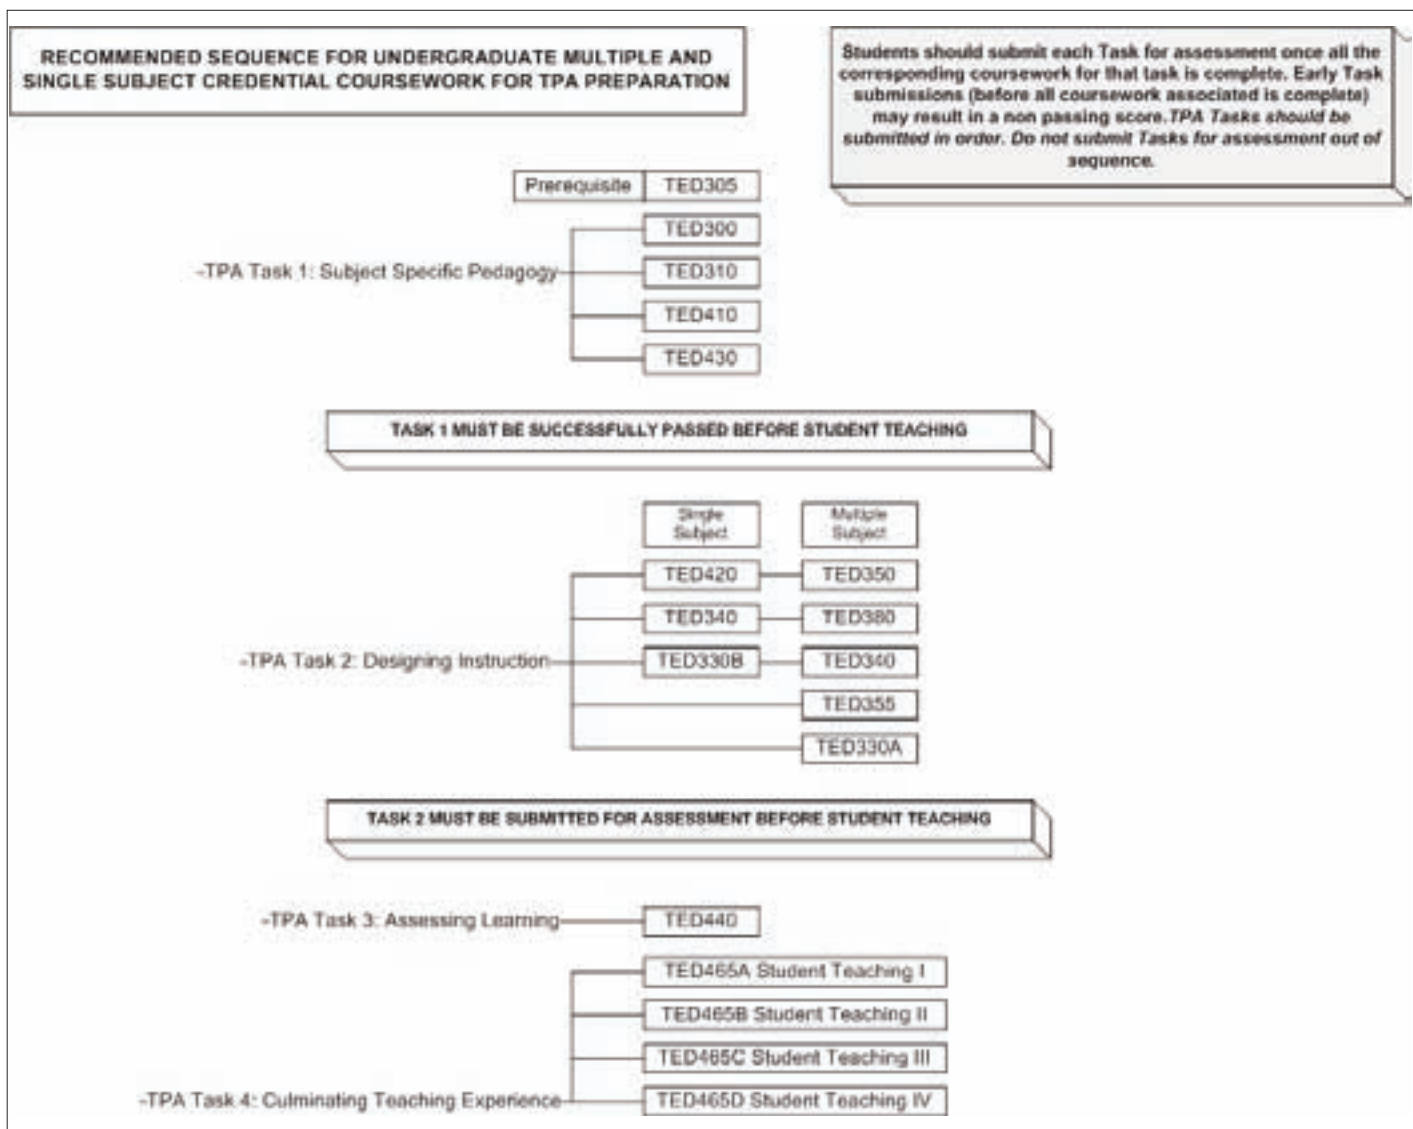 RECOMMENDED SEQUENCE FOR UNDERGRADUATE MULTIPLE AND
SINGLE SUBJECT CREDENTIAL COURSEWORK FOR TPA PREPARATION
Students should submit each Task for assessment once all the
corresponding coursework for that task is complete. Early Task
submissions (before all coursework associated is complete)
may result in a non passing score. TPA Tasks should be
submitted in order. Do not submit Tasks for assessment out of
sequence.
Prerequisite TED305
TED300
-TPA Task 1: Subject Specific Pedagogy TED310
TED410
TED430
TASK 1 MUST BE SUCCESSFULLY PASSED BEFORE STUDENT TEACHING
Single
Subject
Multiple
Subject
TED420 TED350
TED340 TED380
-TPA Task 2: Designing Instruction TED330B TED340
TED355
TED330A
TASK 2 MUST BE SUBMITTED FOR ASSESSMENT BEFORE STUDENT TEACHING
-TPA Task 3: Assessing Learning TED440
TED465A Student Teaching I
TED465B Student Teaching II
TED465C Student Teaching III
-TPA Task 4: Culminating Teaching Experience TED465D Student Teaching IV